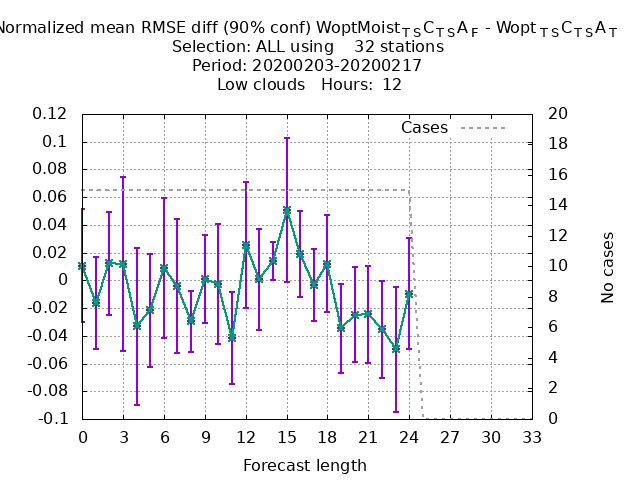 Normalized mean RMSE diff (90% conf) WoptMoist_TSC_TSA_F - Wopt_TSC_TSA_T
Selection: ALL using 32 stations
Period: 20200203-20200217
Low clouds Hours: 12
Cases
0.12
0.1
0.08
0.06
0.04
0.02
0
-0.02
-0.04
-0.06
-0.08
-0.1
20
18
16
14
12
10
8
6
4
2
0
No cases
0 3 6 9 12 15 18 21 24 27 30 33
Forecast length